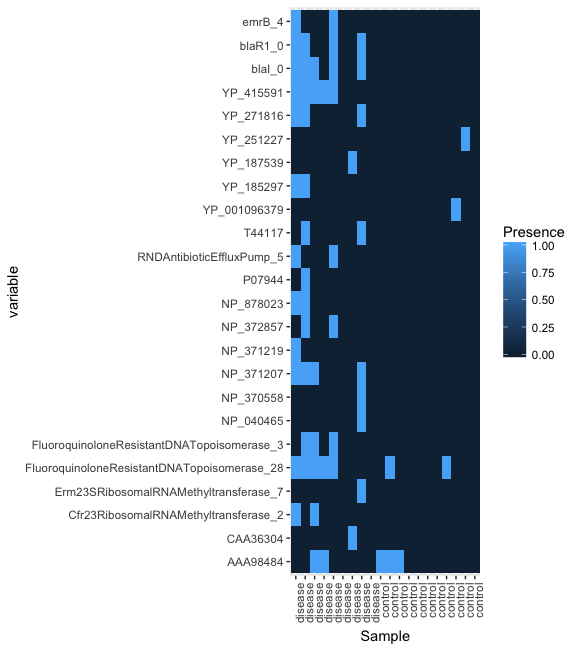 emrB_4
blaR1_0
blaI_0
YP_415591
YP_271816
YP_251227
YP_187539
YP_185297
YP_001096379
T44117
RNDAntibioticEffluxPump_5
P07944
NP_878023
NP_372857
NP_371219
NP_371207
NP_370558
NP_040465
FluoroquinoloneResistantDNATopoisomerase_3
FluoroquinoloneResistantDNATopoisomerase_28
Erm23SRibosomalRNAMethyltransferase_7
Cfr23RibosomalRNAMethyltransferase_2
CAA36304
AAA98484
variable
disease
disease
disease
disease
disease
disease
disease
disease
disease
control
control
control
control
control
control
control
control
control
control
control
Sample
Presence
1.00
0.75
0.50
0.25
0.00